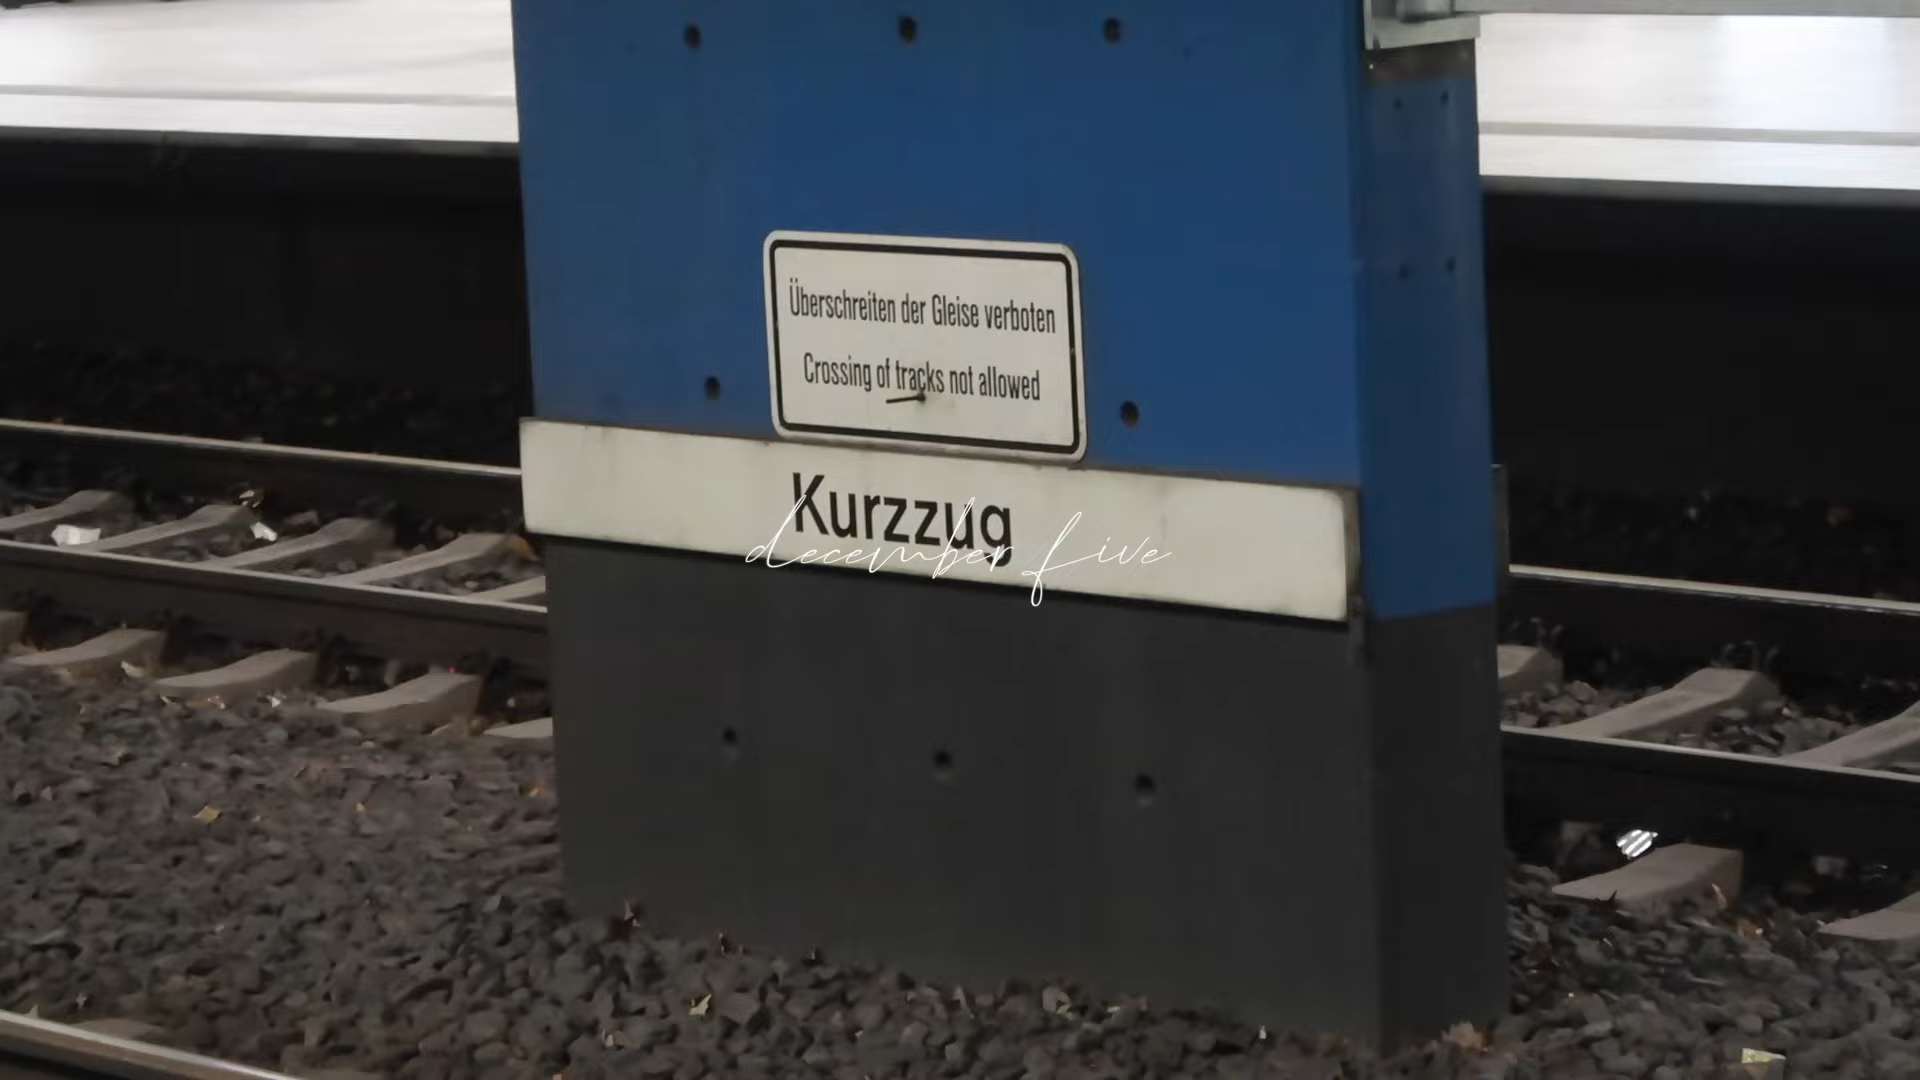 Überschreiten der Gleise verboten
Crossing of tracks not allowed
Kurzzug
december five